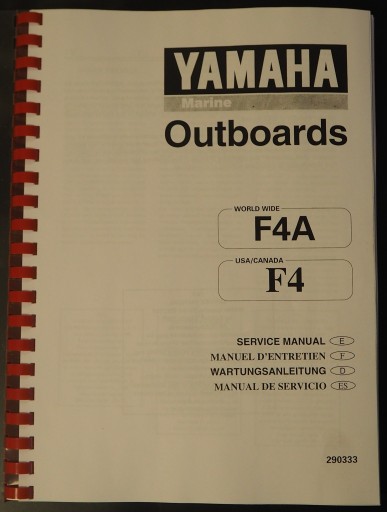 YAMAHA
Marine
Outboards
WORLD WIDE
F4A
USA/CANADA
F4
SERVICE MANUAL E
MANUEL D'ENTRETIEN F
WARTUNGSANLEITUNG D
MANUAL DE SERVICIO ES
290333